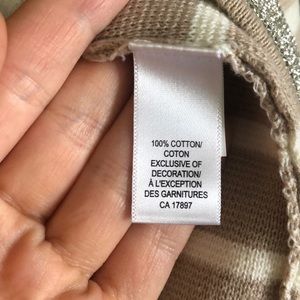 100% COTTON/
COTON
EXCLUSIVE OF
DECORATION/
À L'EXCEPTION
DES GARNITURES
CA 17897